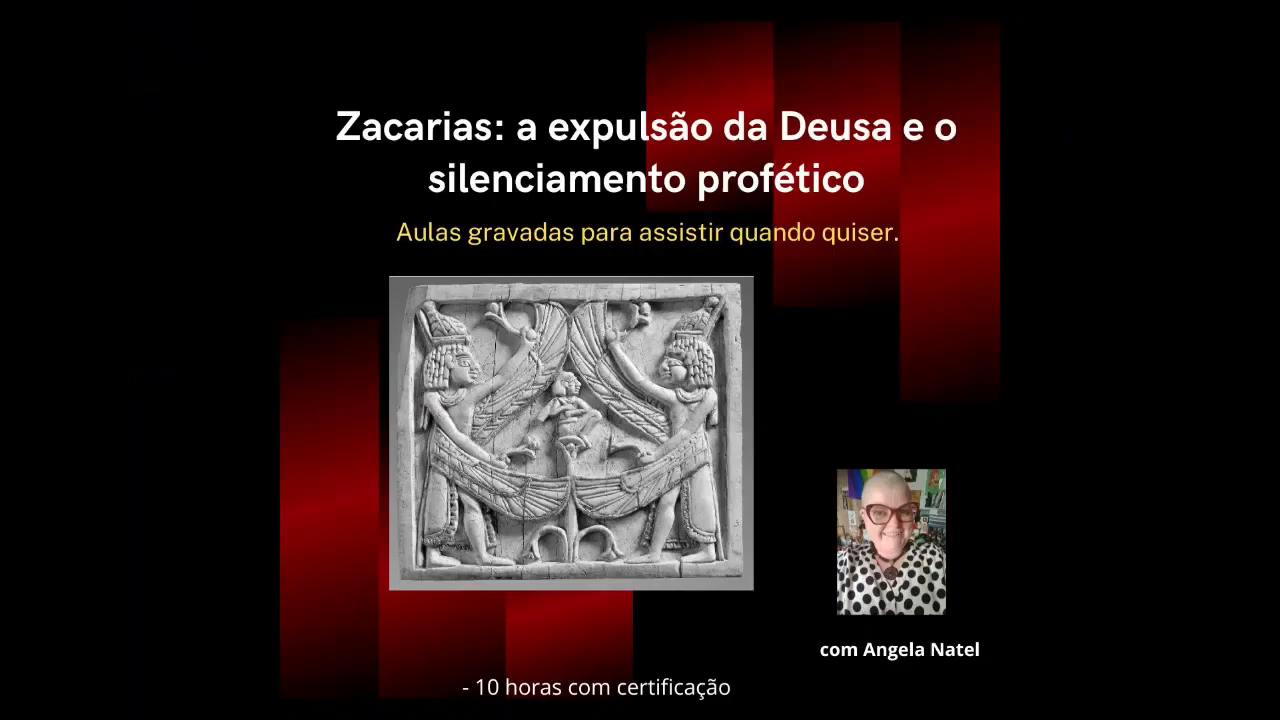 Zacarias: a expulsão da Deusa e o
silenciamento profético
Aulas gravadas para assistir quando quiser.
com Angela Natel
- 10 horas com certificação